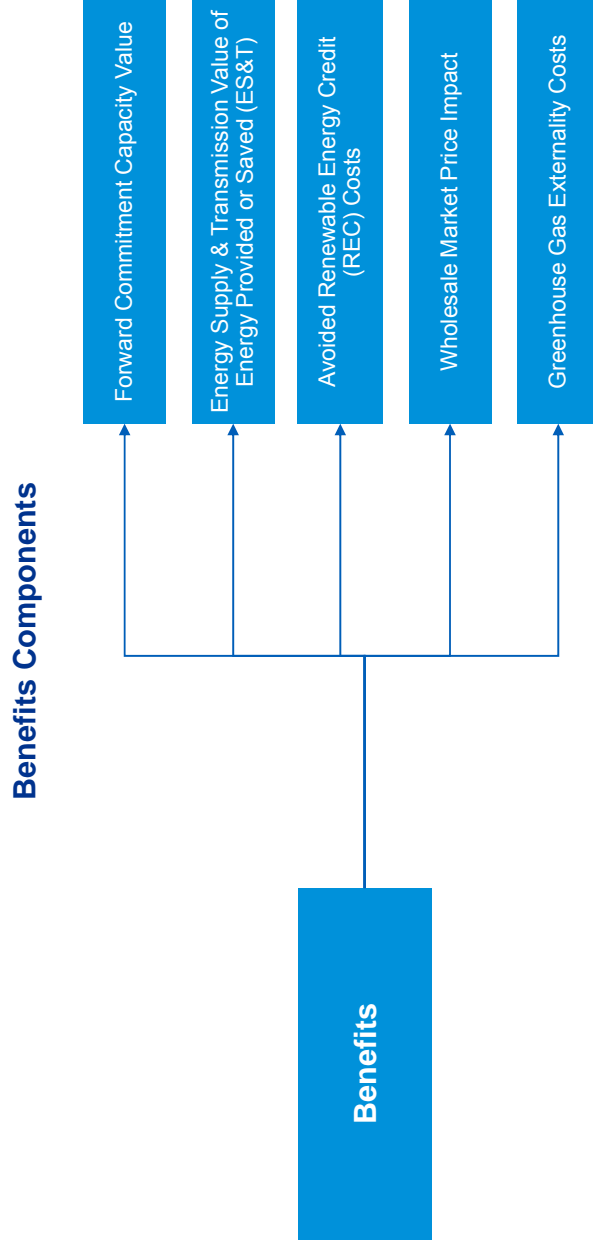 Benefits Components
Benefits
Forward Commitment Capacity Value
Energy Supply & Transmission Value of
Energy Provided or Saved (ES&T)
Avoided Renewable Energy Credit
(REC) Costs
Wholesale Market Price Impact
Greenhouse Gas Externality Costs